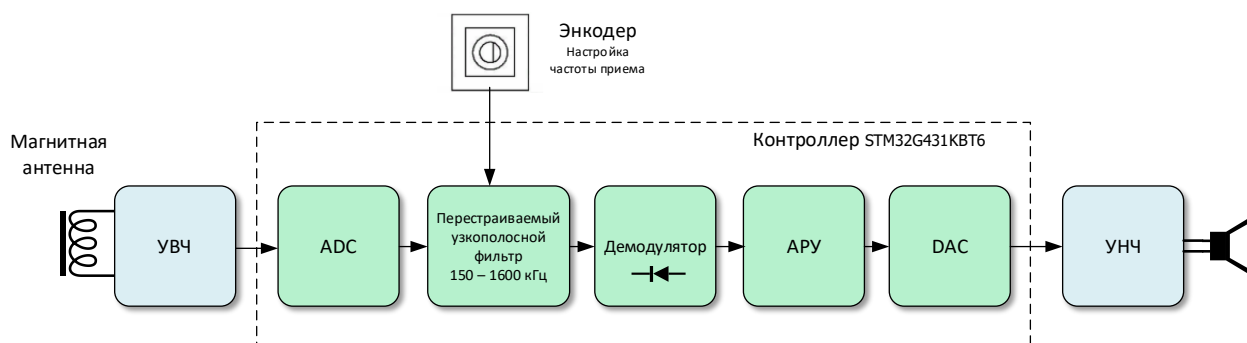 Энкодер
Настройка
частоты приема
Контроллер STM32G431KBT6
Магнитная
антенна
УВЧ
ADC
Перестраиваемый
узкополосной
фильтр
150 – 1600 кГц
Демодулятор
АРУ
DAC
УНЧ